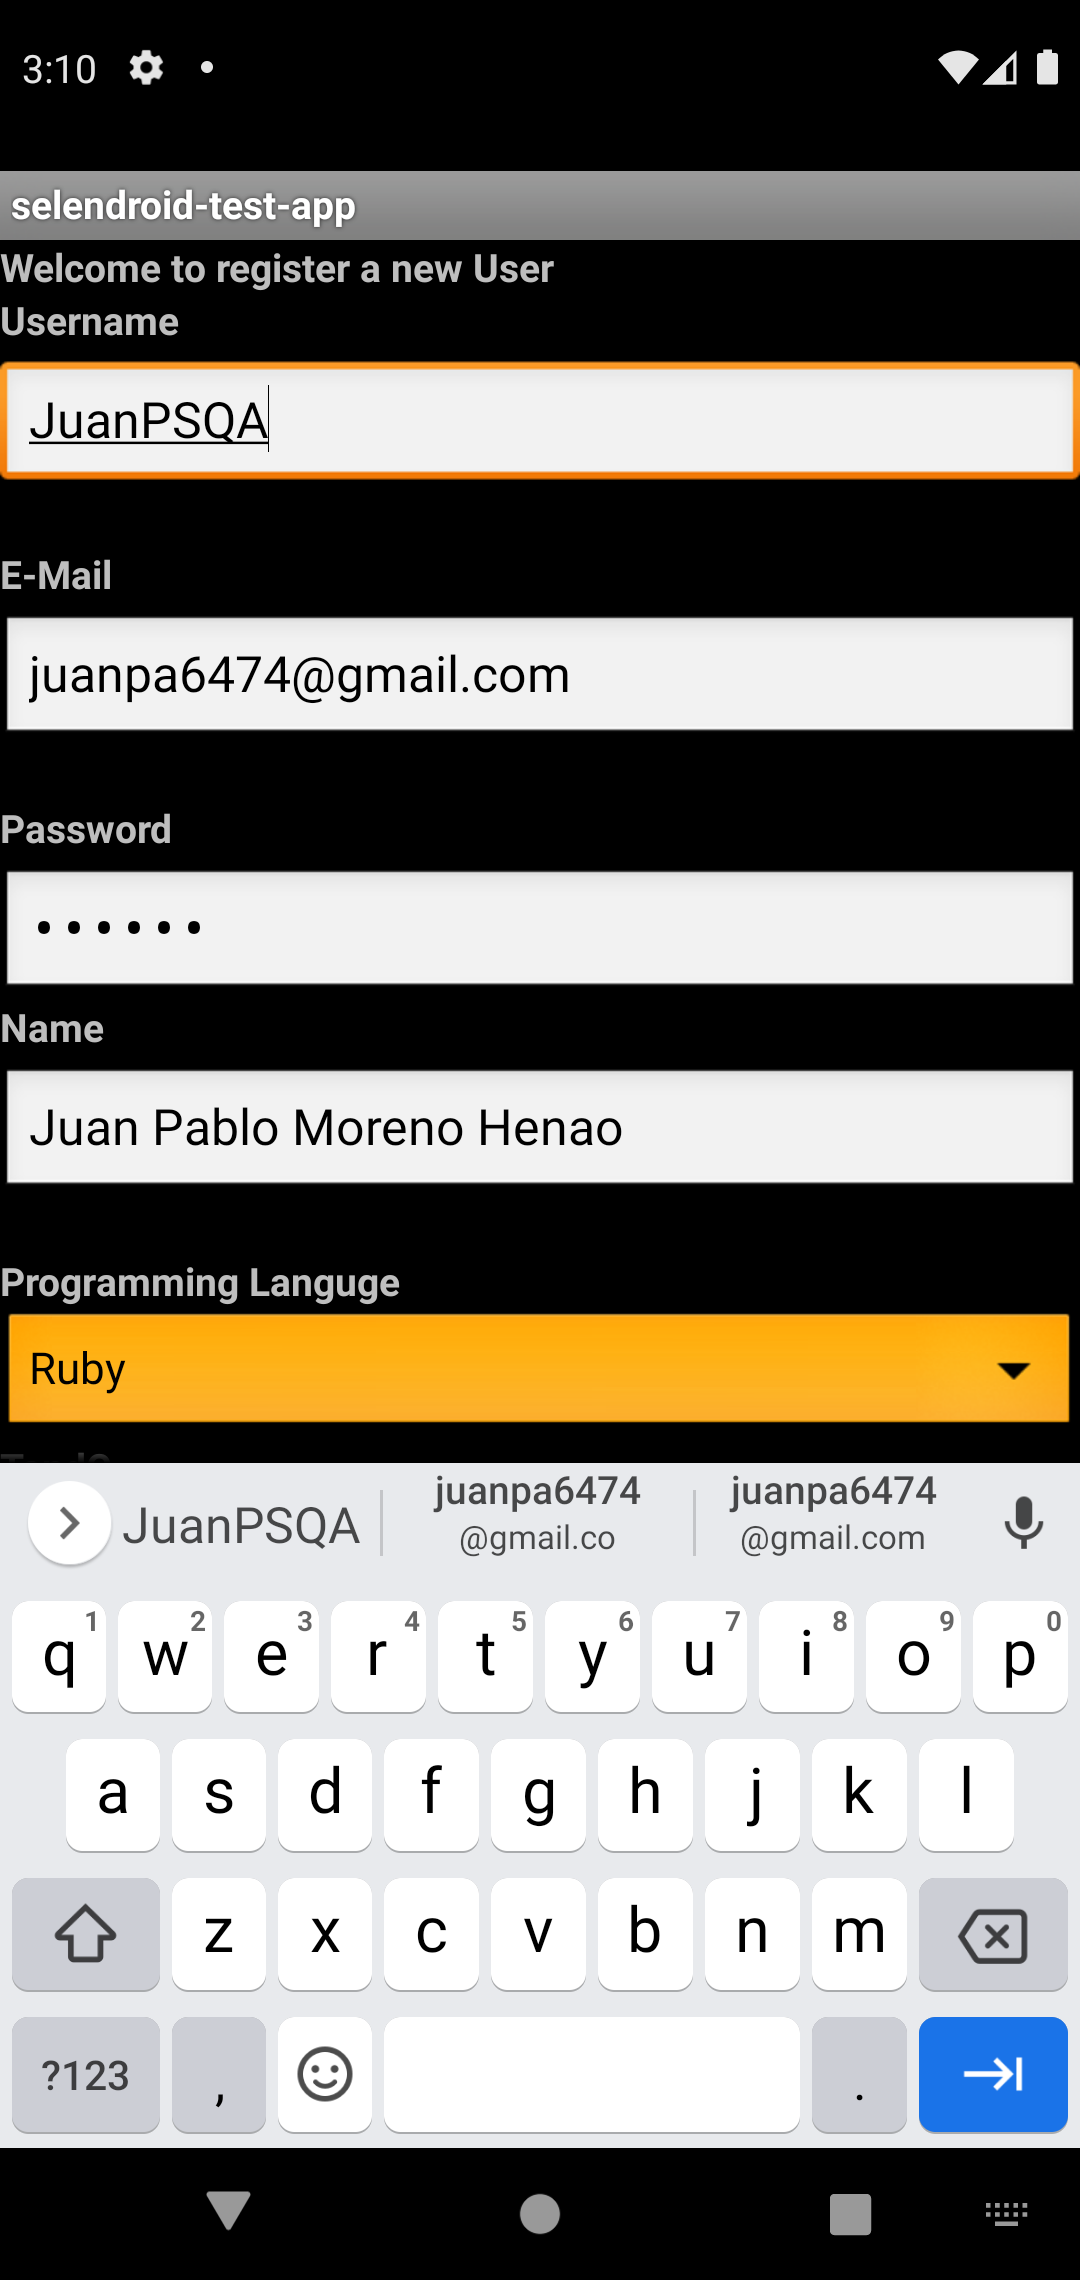 3:10
selendroid-test-app
Welcome to register a new User
Username
JuanPSQA
E-Mail
juanpa6474@gmail.com
Password
••••••
Name
Juan Pablo Moreno Henao
Programming Languge
Ruby
JuanPSQA
juanpa6474
@gmail.co
juanpa6474
@gmail.com
q 1 w 2 e 3 r 4 t 5 y 6 u 7 i 8 o 9 p 0
a s d f g h j k l
z x c v b n m
?123 , .